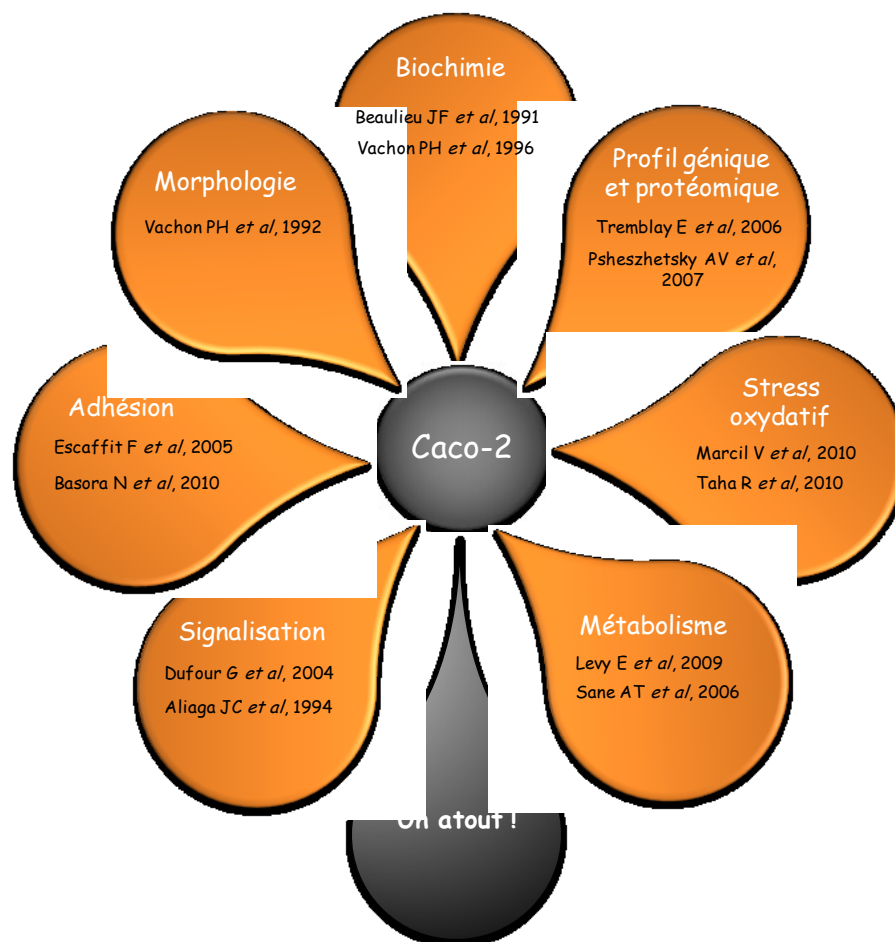 Biochimie
Beaulieu JF et al, 1991
Vachon PH et al, 1996
Profil génique
et protéomique
Tremblay E et al, 2006
Psheszhetsky AV et al,
2007
Morphologie
Vachon PH et al, 1992
Stress
oxydatif
Marcil V et al, 2010
Taha R et al, 2010
Adhésion
Escaffit F et al, 2005
Basora N et al, 2010
Caco-2
Signalisation
Dufour G et al, 2004
Aliaga JC et al, 1994
Métabolisme
Levy E et al, 2009
Sane AT et al, 2006
Un atout !